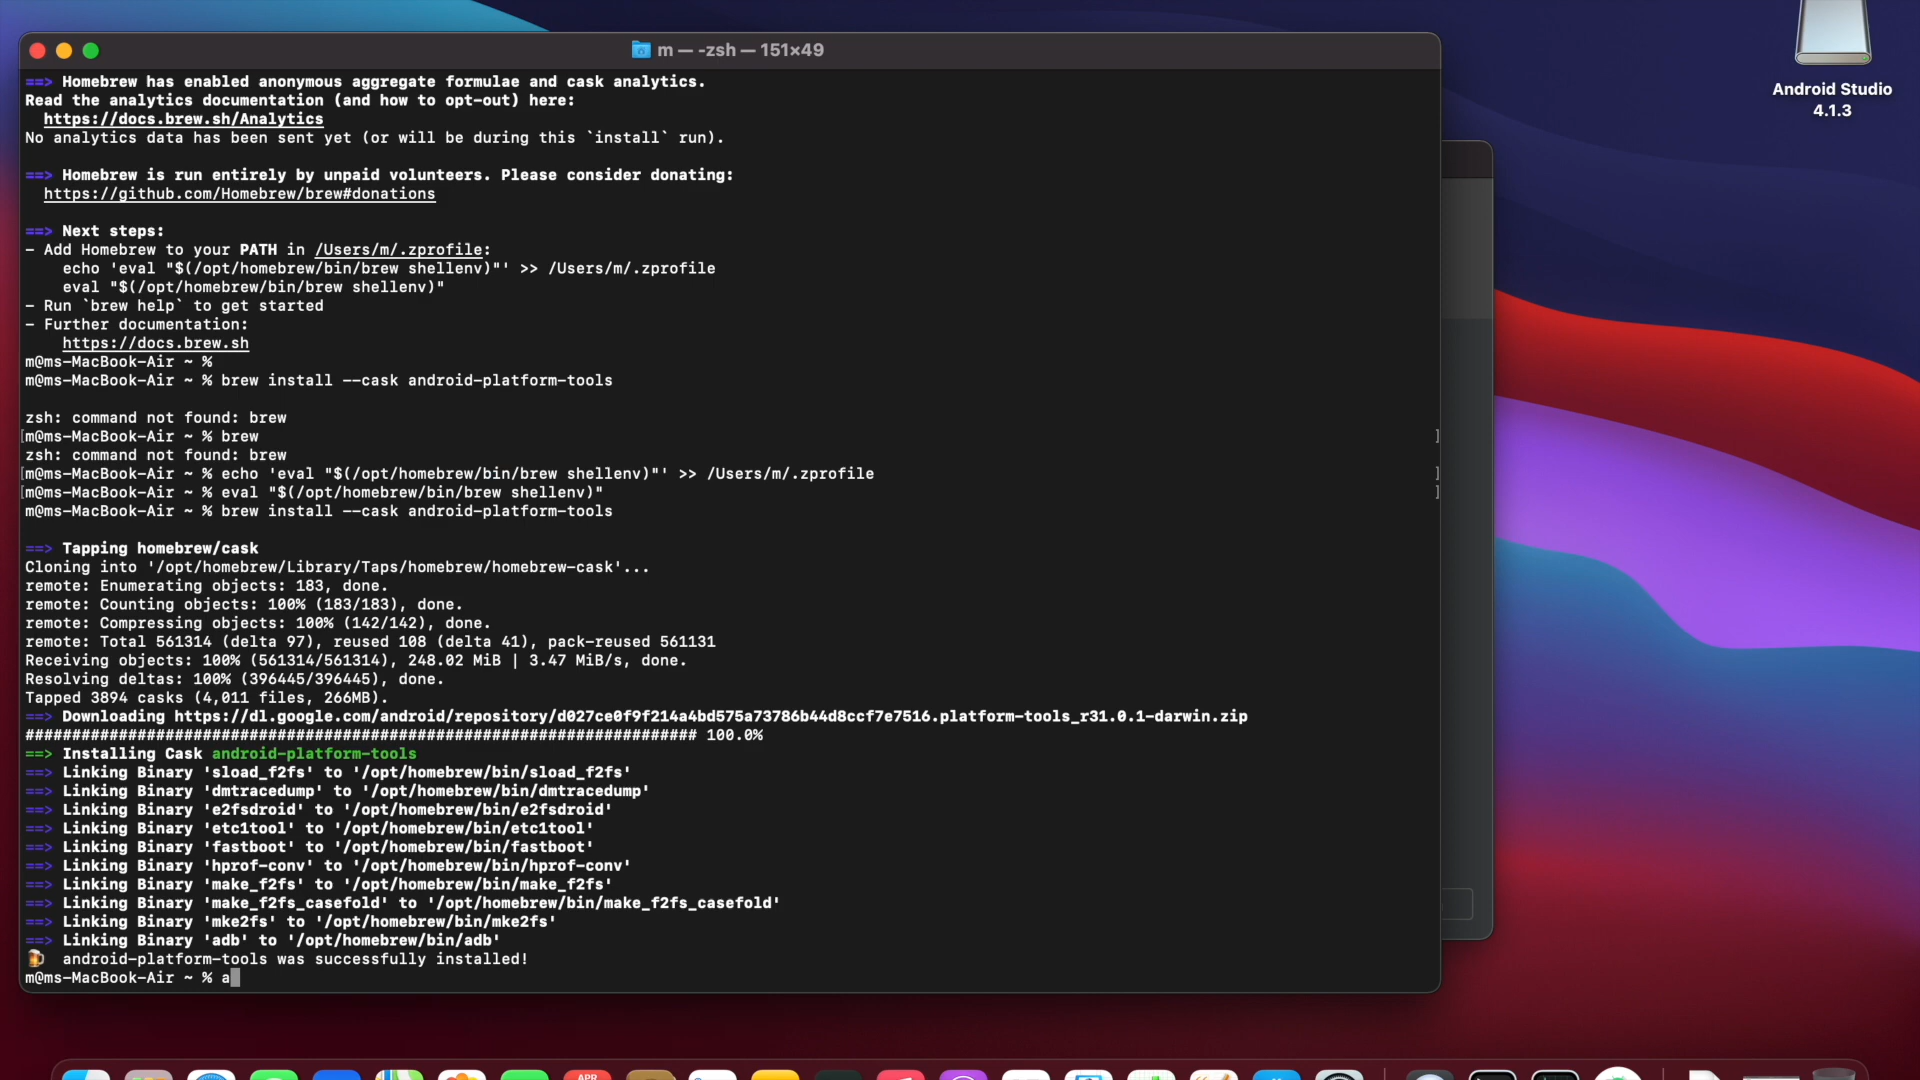 m — -zsh — 151×49
==> Homebrew has enabled anonymous aggregate formulae and cask analytics.
Read the analytics documentation (and how to opt-out) here:
https://docs.brew.sh/Analytics
No analytics data has been sent yet (or will be during this `install` run).
==> Homebrew is run entirely by unpaid volunteers. Please consider donating:
https://github.com/Homebrew/brew#donations
==> Next steps:
- Add Homebrew to your PATH in /Users/m/.zprofile:
echo 'eval "$(/opt/homebrew/bin/brew shellenv)"' >> /Users/m/.zprofile
eval "$(/opt/homebrew/bin/brew shellenv)"
- Run `brew help` to get started
- Further documentation:
https://docs.brew.sh
m@ms-MacBook-Air ~ %
m@ms-MacBook-Air ~ % brew install --cask android-platform-tools
zsh: command not found: brew
[m@ms-MacBook-Air ~ % brew ]
zsh: command not found: brew
[m@ms-MacBook-Air ~ % echo 'eval "$(/opt/homebrew/bin/brew shellenv)"' >> /Users/m/.zprofile ]
[m@ms-MacBook-Air ~ % eval "$(/opt/homebrew/bin/brew shellenv)" ]
m@ms-MacBook-Air ~ % brew install --cask android-platform-tools
==> Tapping homebrew/cask
Cloning into '/opt/homebrew/Library/Taps/homebrew/homebrew-cask'...
remote: Enumerating objects: 183, done.
remote: Counting objects: 100% (183/183), done.
remote: Compressing objects: 100% (142/142), done.
remote: Total 561314 (delta 97), reused 108 (delta 41), pack-reused 561131
Receiving objects: 100% (561314/561314), 248.02 MiB | 3.47 MiB/s, done.
Resolving deltas: 100% (396445/396445), done.
Tapped 3894 casks (4,011 files, 266MB).
==> Downloading https://dl.google.com/android/repository/d027ce0f9f214a4bd575a73786b44d8ccf7e7516.platform-tools_r31.0.1-darwin.zip
######################################################################## 100.0%
==> Installing Cask android-platform-tools
==> Linking Binary 'sload_f2fs' to '/opt/homebrew/bin/sload_f2fs'
==> Linking Binary 'dmtracedump' to '/opt/homebrew/bin/dmtracedump'
==> Linking Binary 'e2fsdroid' to '/opt/homebrew/bin/e2fsdroid'
==> Linking Binary 'etc1tool' to '/opt/homebrew/bin/etc1tool'
==> Linking Binary 'fastboot' to '/opt/homebrew/bin/fastboot'
==> Linking Binary 'hprof-conv' to '/opt/homebrew/bin/hprof-conv'
==> Linking Binary 'make_f2fs' to '/opt/homebrew/bin/make_f2fs'
==> Linking Binary 'make_f2fs_casefold' to '/opt/homebrew/bin/make_f2fs_casefold'
==> Linking Binary 'mke2fs' to '/opt/homebrew/bin/mke2fs'
==> Linking Binary 'adb' to '/opt/homebrew/bin/adb'
🍺 android-platform-tools was successfully installed!
m@ms-MacBook-Air ~ % a
Android Studio
4.1.3
APR